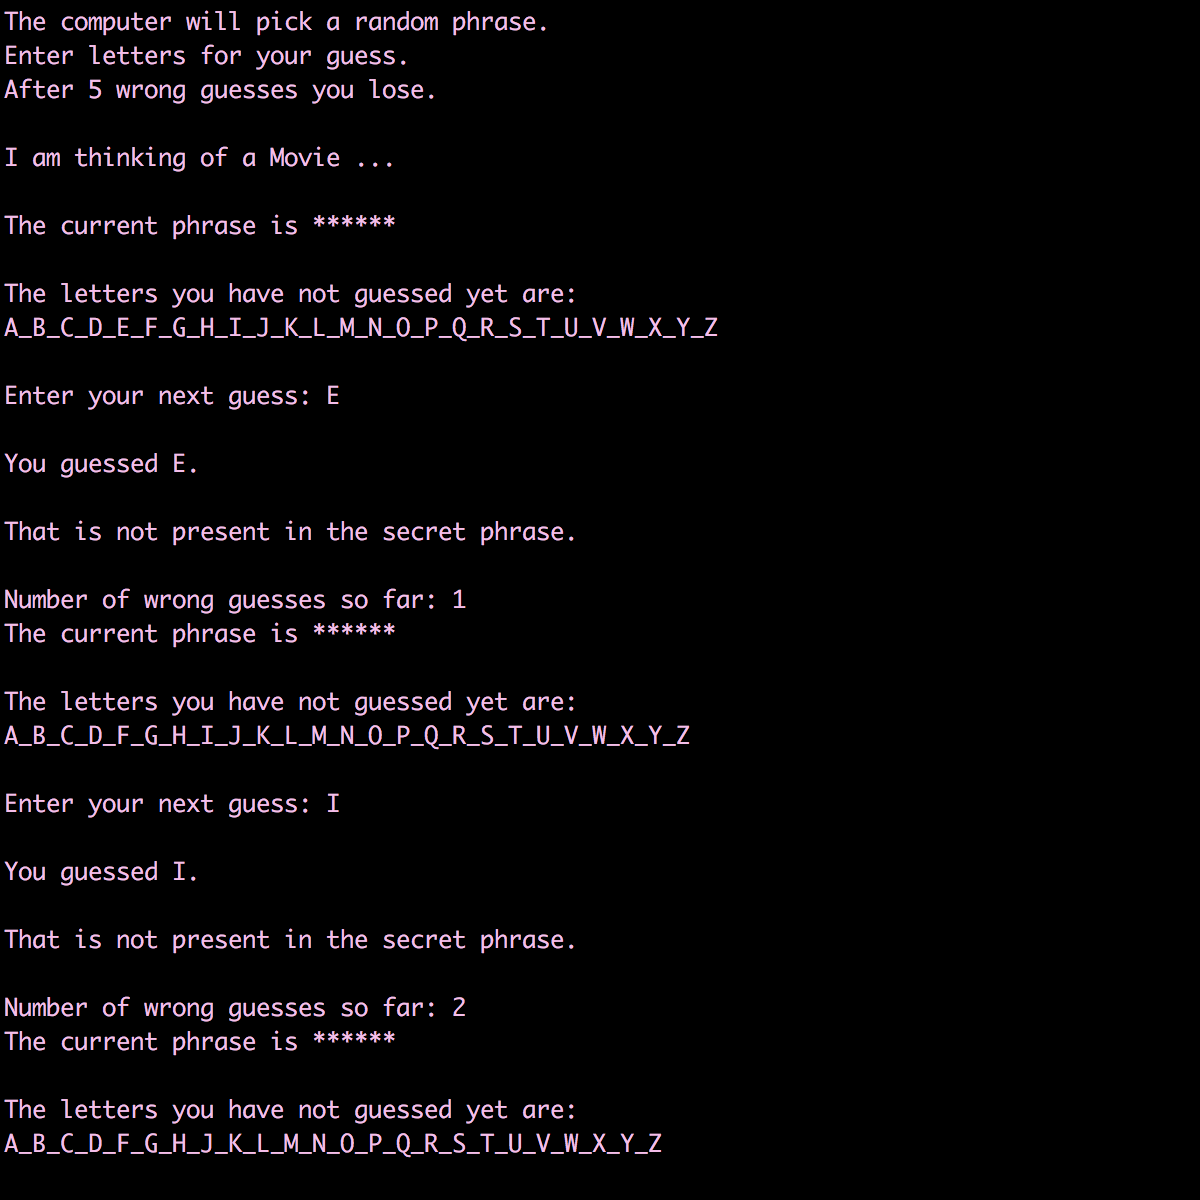 The computer will pick a random phrase.
Enter letters for your guess.
After 5 wrong guesses you lose.
I am thinking of a Movie ...
The current phrase is ******
The letters you have not guessed yet are:
A_B_C_D_E_F_G_H_I_J_K_L_M_N_O_P_Q_R_S_T_U_V_W_X_Y_Z
Enter your next guess: E
You guessed E.
That is not present in the secret phrase.
Number of wrong guesses so far: 1
The current phrase is ******
The letters you have not guessed yet are:
A_B_C_D_F_G_H_I_J_K_L_M_N_O_P_Q_R_S_T_U_V_W_X_Y_Z
Enter your next guess: I
You guessed I.
That is not present in the secret phrase.
Number of wrong guesses so far: 2
The current phrase is ******
The letters you have not guessed yet are:
A_B_C_D_F_G_H_J_K_L_M_N_O_P_Q_R_S_T_U_V_W_X_Y_Z